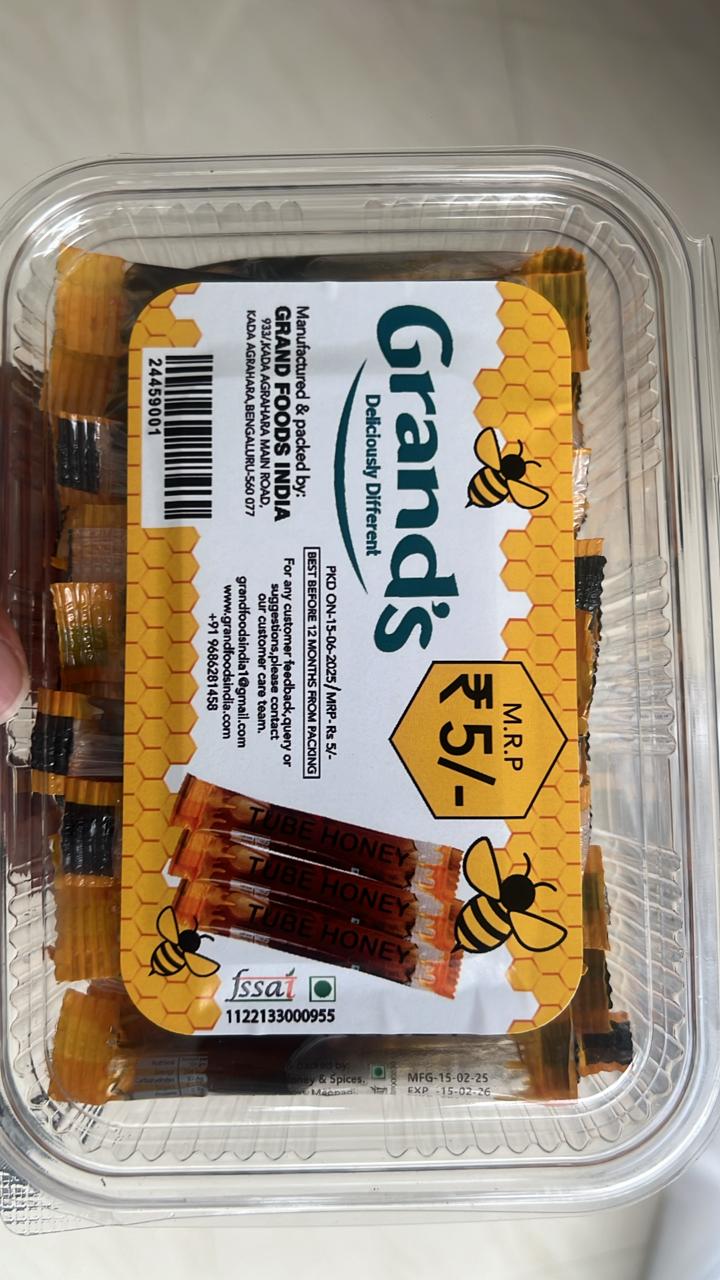 Grand's
Deliciously Different
M.R.P
₹ 5/-
Manufactured & packed by:
GRAND FOODS INDIA
933/,KADA AGRAHARA MAIN ROAD,
KADA AGRAHARA,BENGALURU-560 077
24459001
PKD ON-15-06-2025 / MRP- Rs 5/-
BEST BEFORE 12 MONTHS FROM PACKING
For any customer feedback,query or
suggestions,please contact
our customer care team.
grandfoodsindia1@gmail.com
www.grandfoodsindia.com
+91 9686281458
TUBE HONEY
TUBE HONEY
TUBE HONEY
fssai
1122133000955
& Spices,
MFG-15-02-25
EXP -15-02-26